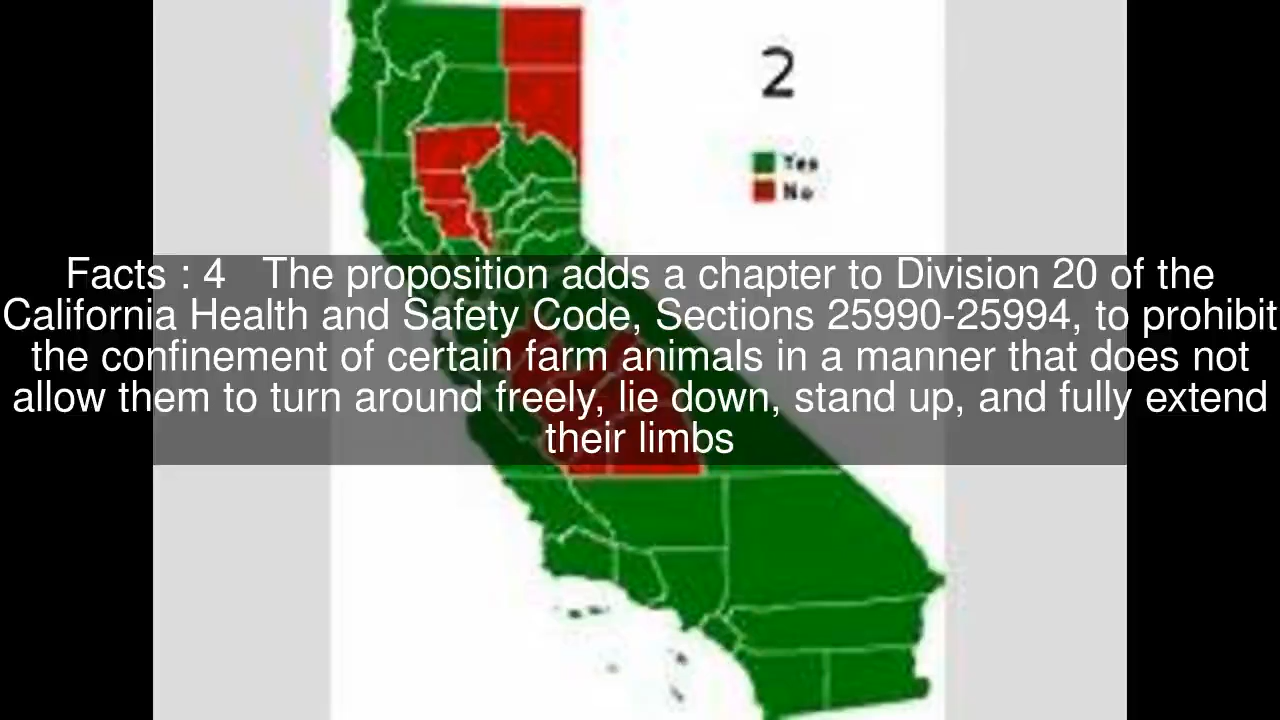 2
Yes
No
Facts : 4   The proposition adds a chapter to Division 20 of the
California Health and Safety Code, Sections 25990-25994, to prohibit
the confinement of certain farm animals in a manner that does not
allow them to turn around freely, lie down, stand up, and fully extend
their limbs